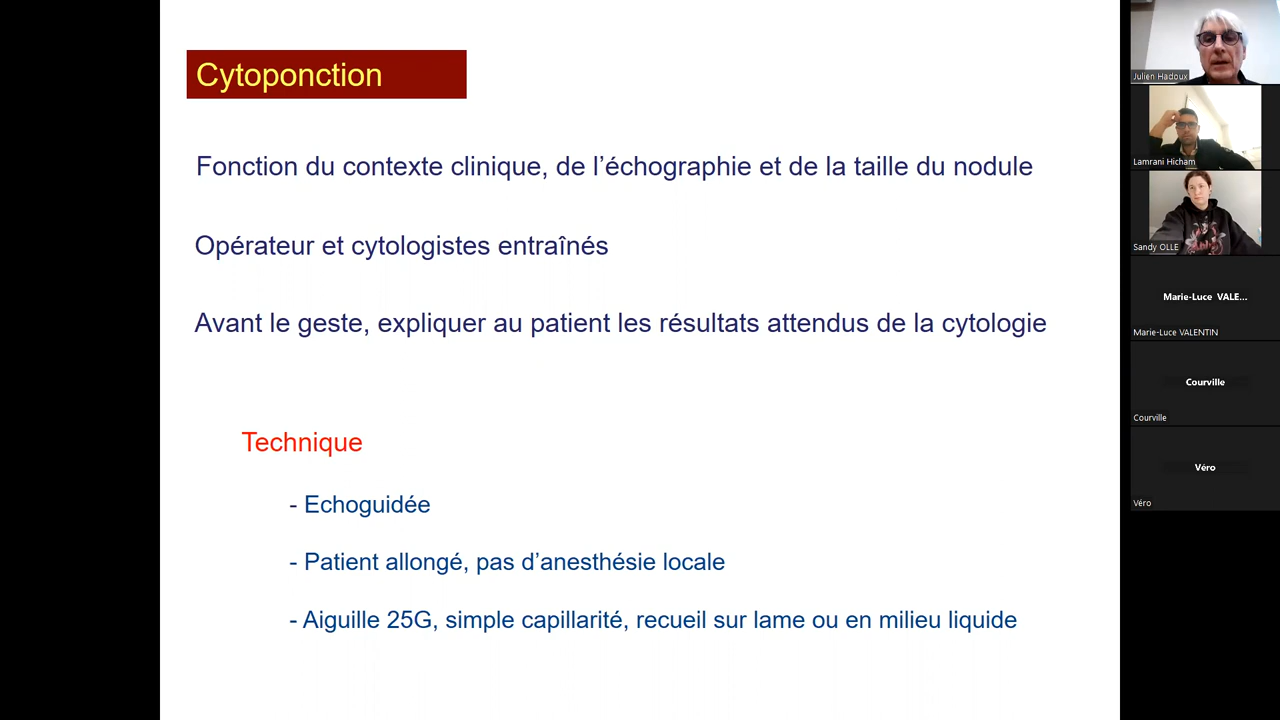 Cytoponction
Fonction du contexte clinique, de l’échographie et de la taille du nodule
Opérateur et cytologistes entraînés
Avant le geste, expliquer au patient les résultats attendus de la cytologie
Technique
- Echoguidée
- Patient allongé, pas d’anesthésie locale
- Aiguille 25G, simple capillarité, recueil sur lame ou en milieu liquide
Julien Hadoux
Lamrani Hicham
Sandy OLLE
Marie-Luce VALE...
Marie-Luce VALENTIN
Courville
Courville
Véro
Véro